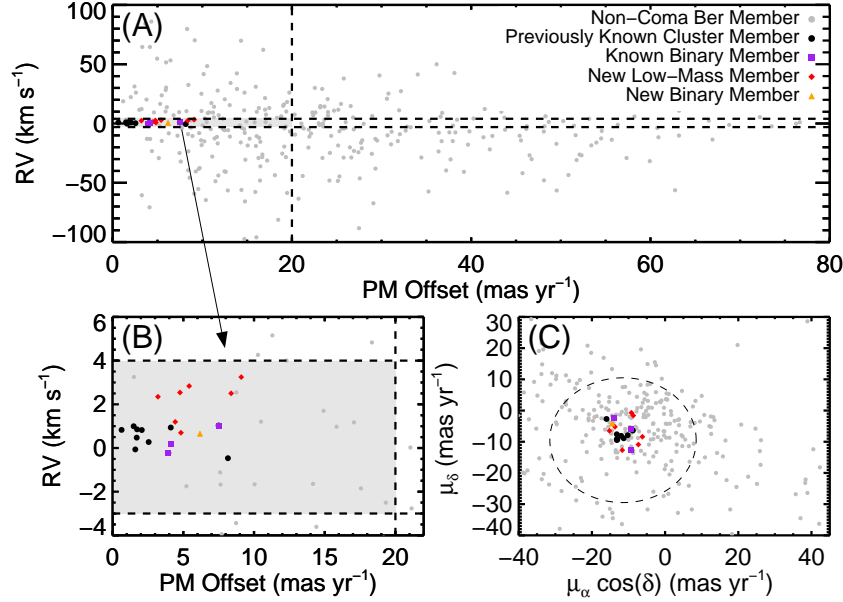 (A)
Non−Coma Ber Member
Previously Known Cluster Member
Known Binary Member
New Low−Mass Member
New Binary Member
100
50
0
−50
−100
RV (km s−1)
0 20 40 60 80
PM Offset (mas yr−1)
(B)
6
4
2
0
−2
−4
RV (km s−1)
0 5 10 15 20
PM Offset (mas yr−1)
(C)
30
20
10
0
−10
−20
−30
−40
μδ (mas yr−1)
−40 −20 0 20 40
μα cos(δ) (mas yr−1)